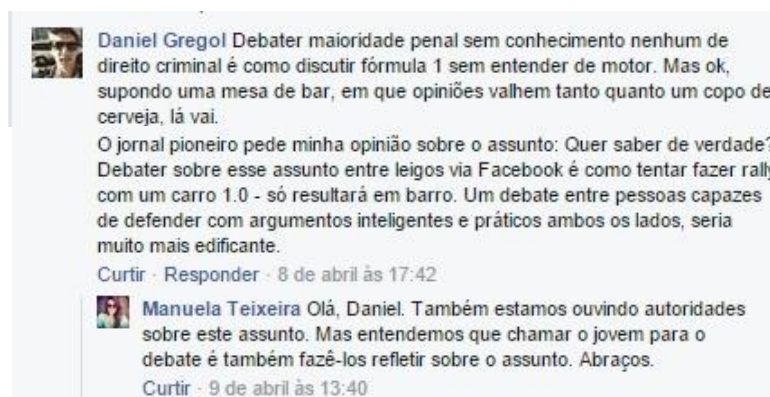 Daniel Gregol Debater maioridade penal sem conhecimento nenhum de
direito criminal é como discutir fórmula 1 sem entender de motor. Mas ok,
supondo uma mesa de bar, em que opiniões valhem tanto quanto um copo de
cerveja, lá vai.
O jornal pioneiro pede minha opinião sobre o assunto: Quer saber de verdade?
Debater sobre esse assunto entre leigos via Facebook é como tentar fazer rally
com um carro 1.0 - só resultará em barro. Um debate entre pessoas capazes
de defender com argumentos inteligentes e práticos ambos os lados, seria
muito mais edificante.
Curtir · Responder · 8 de abril às 17:42
Manuela Teixeira Olá, Daniel. Também estamos ouvindo autoridades
sobre este assunto. Mas entendemos que chamar o jovem para o
debate é também fazê-los refletir sobre o assunto. Abraços.
Curtir · 9 de abril às 13:40